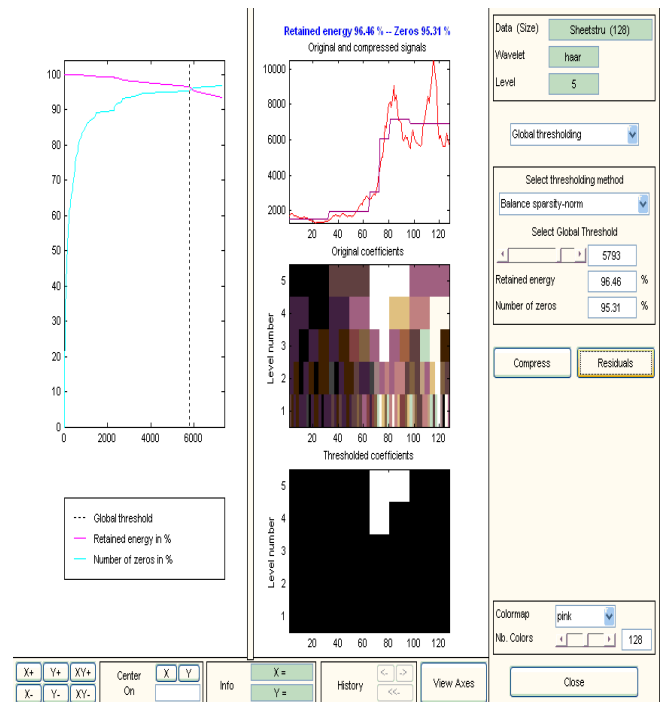 Retained energy 96.46 % -- Zeros 95.31 %
Original and compressed signals
100
90
80
70
60
50
40
30
20
10
0
0 2000 4000 6000
Global threshold
Retained energy in %
Number of zeros in %
10000
8000
6000
4000
2000
20 40 60 80 100 120
Original coefficients
Level number
5
4
3
2
1
20 40 60 80 100 120
Thresholded coefficients
Level number
5
4
3
2
1
20 40 60 80 100 120
Data (Size) Sheetstru (128)
Wavelet haar
Level 5
Global thresholding
Select thresholding method
Balance sparsity-norm
Select Global Threshold
5793
Retained energy 96.46 %
Number of zeros 95.31 %
Compress Residuals
Colormap pink
Nb. Colors 128
Close
X+ Y+ XY+
X- Y- XY-
Center On X Y
Info X = Y =
History <- -> <<-
View Axes